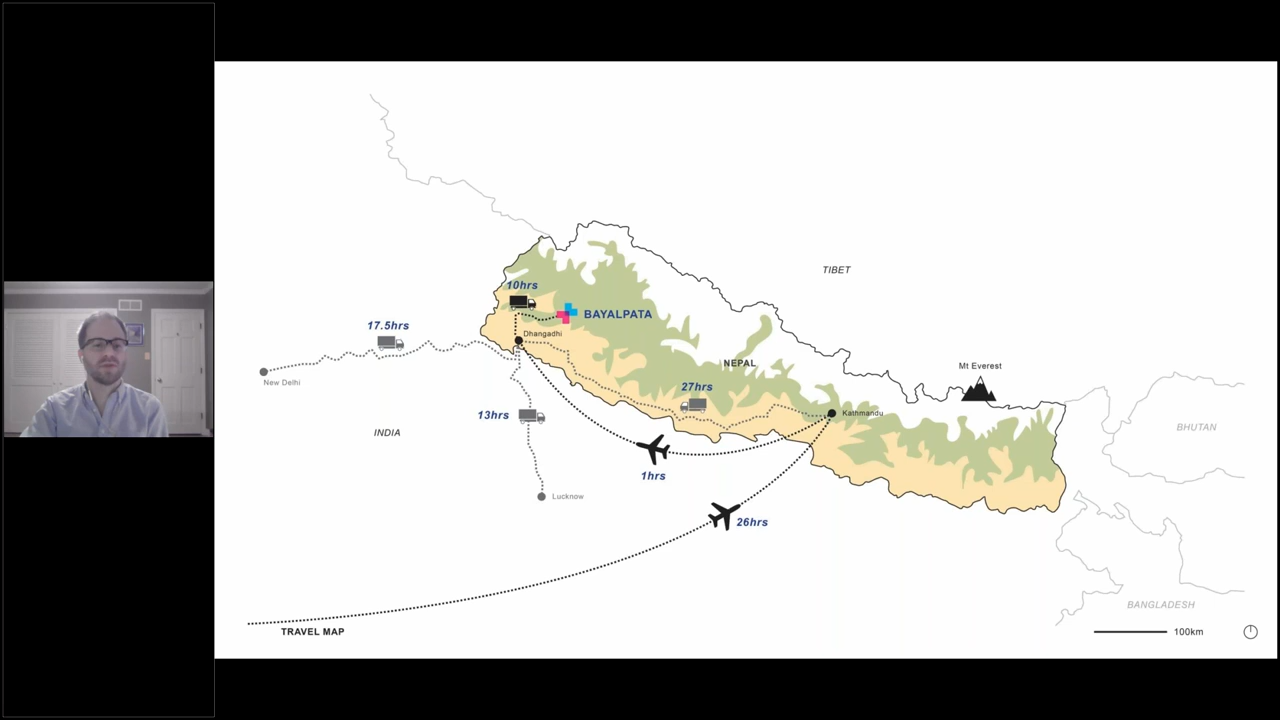 TIBET
10hrs
BAYALPATA
17.5hrs
Dhangadhi
NEPAL
Mt Everest
New Delhi
27hrs
Kathmandu
13hrs
INDIA
BHUTAN
1hrs
Lucknow
26hrs
BANGLADESH
TRAVEL MAP
100km